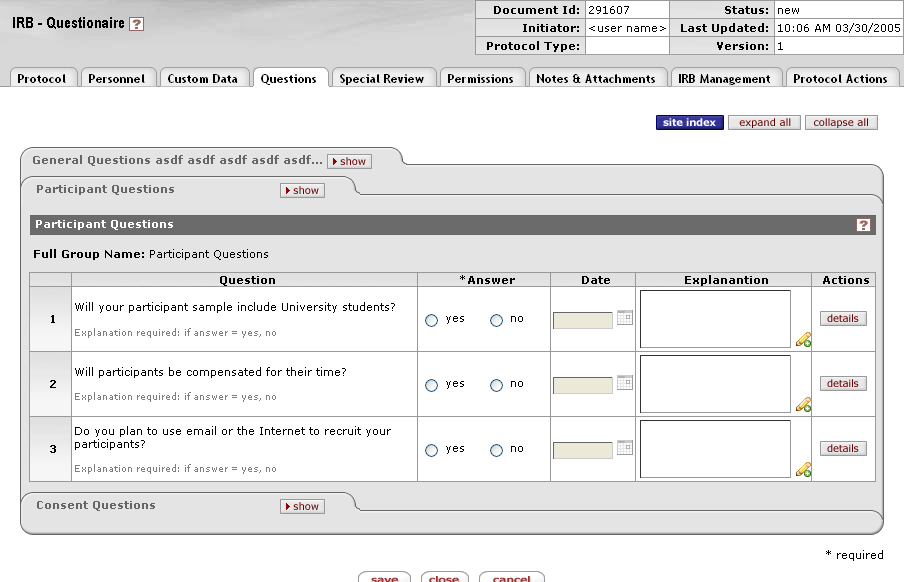 IRB - Questionaire ?
Document Id: 291607 Status: new
Initiator: <user name> Last Updated: 10:06 AM 03/30/2005
Protocol Type: Version: 1
Protocol Personnel Custom Data Questions Special Review Permissions Notes & Attachments IRB Management Protocol Actions
site index expand all collapse all
General Questions asdf asdf asdf asdf asdf... show
Participant Questions show
Participant Questions ?
Full Group Name: Participant Questions
Question *Answer Date Explanantion Actions
1 Will your participant sample include University students? yes no details
Explanation required: if answer = yes, no
2 Will participants be compensated for their time? yes no details
Explanation required: if answer = yes, no
3 Do you plan to use email or the Internet to recruit your yes no details
participants?
Explanation required: if answer = yes, no
Consent Questions show
* required
save close cancel